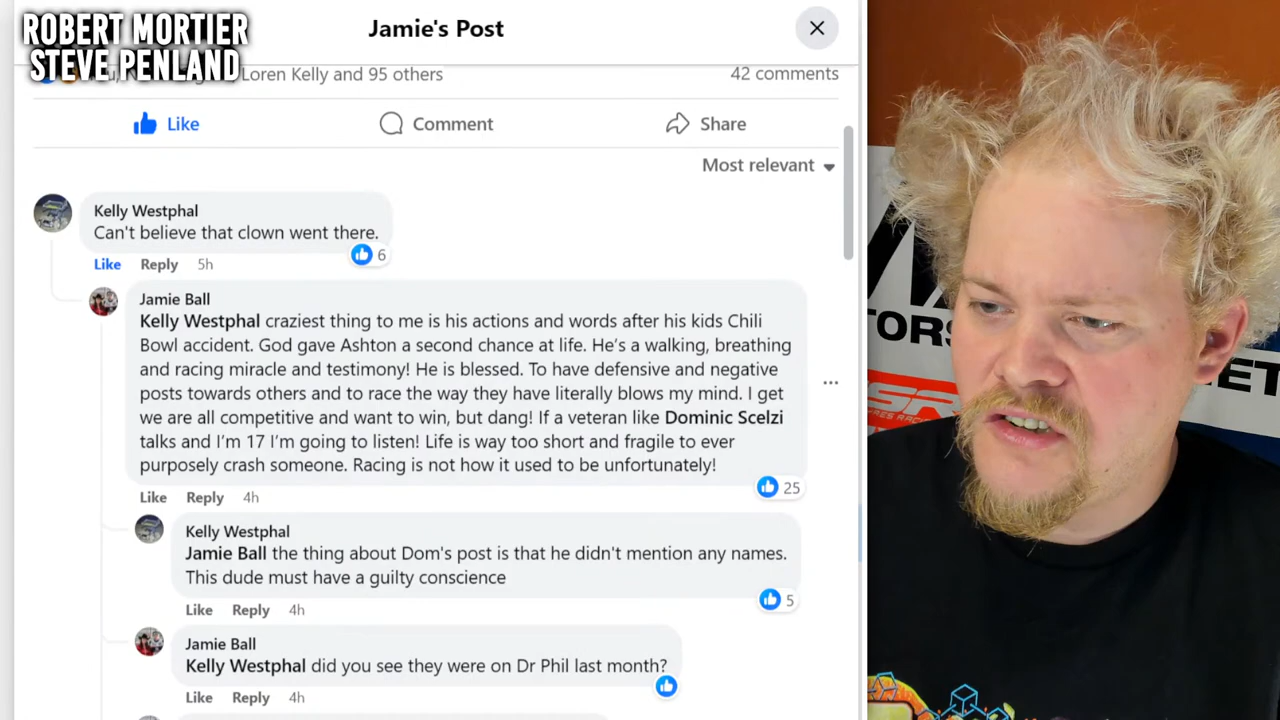 ROBERT MORTIER
STEVE PENLAND
Jamie's Post
Loren Kelly and 95 others
42 comments
Like
Comment
Share
Most relevant
Kelly Westphal
Can't believe that clown went there.
6
Like Reply 5h
Jamie Ball
Kelly Westphal craziest thing to me is his actions and words after his kids Chili
Bowl accident. God gave Ashton a second chance at life. He's a walking, breathing
and racing miracle and testimony! He is blessed. To have defensive and negative
posts towards others and to race the way they have literally blows my mind. I get
we are all competitive and want to win, but dang! If a veteran like Dominic Scelzi
talks and I'm 17 I'm going to listen! Life is way too short and fragile to ever
purposely crash someone. Racing is not how it used to be unfortunately!
25
Like Reply 4h
Kelly Westphal
Jamie Ball the thing about Dom's post is that he didn't mention any names.
This dude must have a guilty conscience
5
Like Reply 4h
Jamie Ball
Kelly Westphal did you see they were on Dr Phil last month?
Like Reply 4h